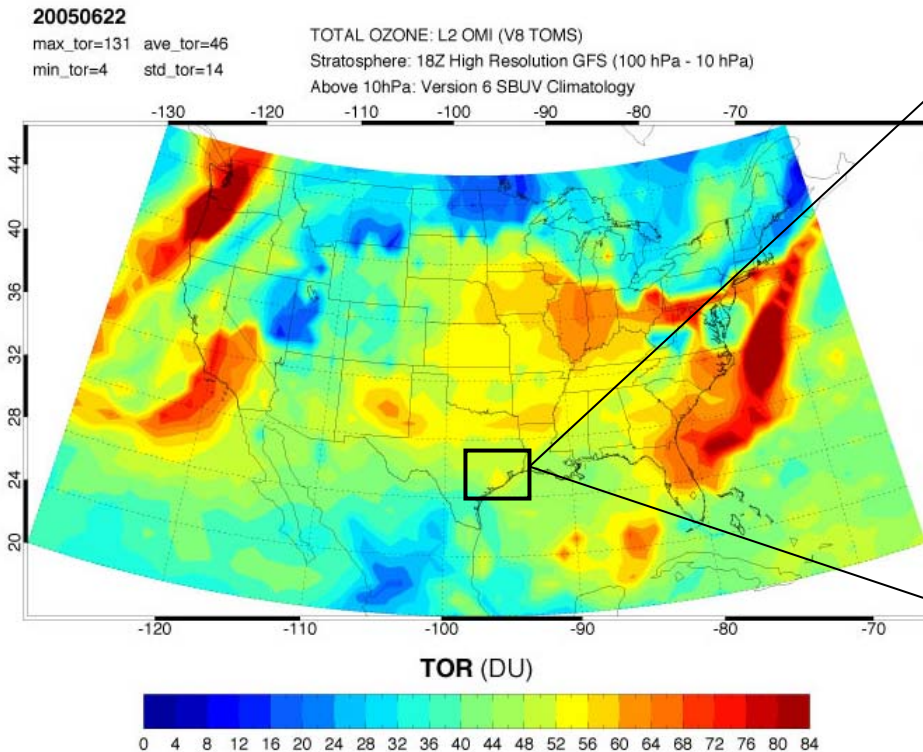 20050622
max_tor=131 ave_tor=46
min_tor=4 std_tor=14
TOTAL OZONE: L2 OMI (V8 TOMS)
Stratosphere: 18Z High Resolution GFS (100 hPa - 10 hPa)
Above 10hPa: Version 6 SBUV Climatology
-130 -120 -110 -100 -90 -80 -70
44
40
36
32
28
24
20
-120 -110 -100 -90 -80 -70
TOR (DU)
0 4 8 12 16 20 24 28 32 36 40 44 48 52 56 60 64 68 72 76 80 84